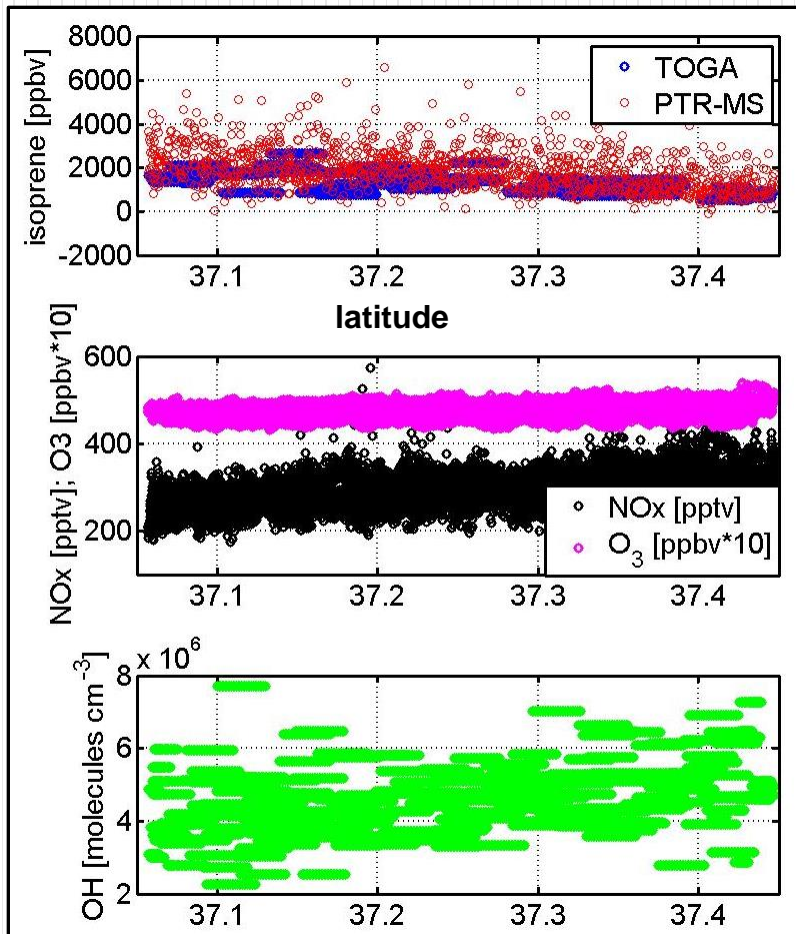 isoprene [ppbv]
8000
6000
4000
2000
0
-2000
TOGA
PTR-MS
37.1 37.2 37.3 37.4
latitude
NOx [pptv]; O3 [ppbv*10]
600
400
200
NOx [pptv]
O3 [ppbv*10]
37.1 37.2 37.3 37.4
OH [molecules cm⁻³]
x 10⁶
8
6
4
2
37.1 37.2 37.3 37.4